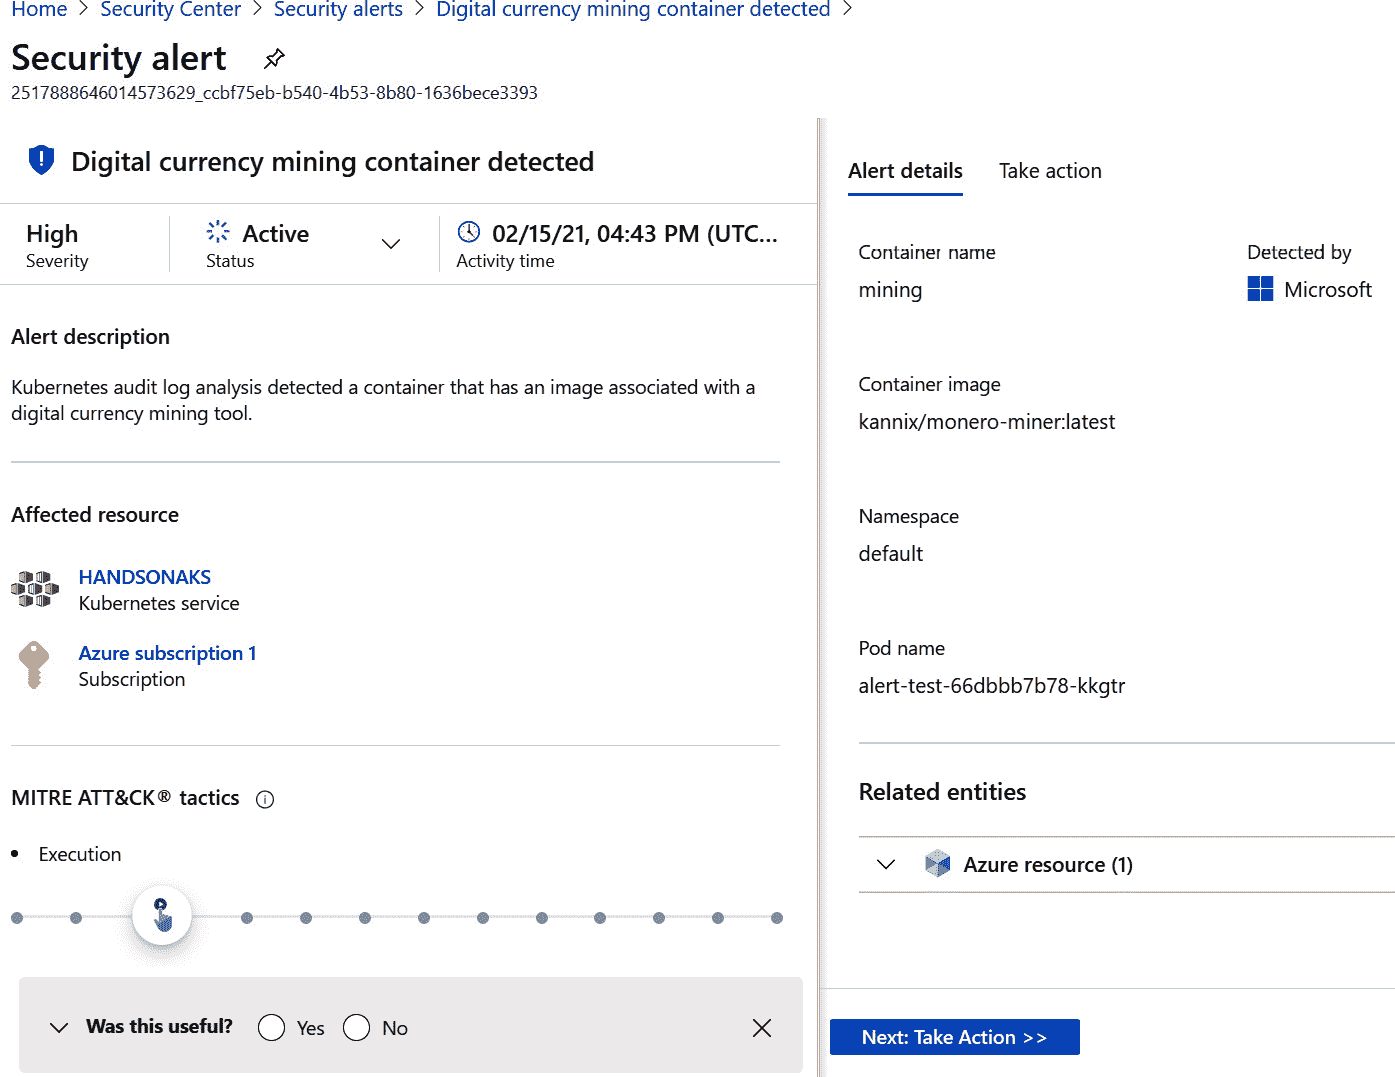 Home > Security Center > Security alerts > Digital currency mining container detected >
Security alert
2517888646014573629_ccbf75eb-b540-4b53-8b80-1636bece3393
Digital currency mining container detected
High
Severity
Active
Status
02/15/21, 04:43 PM (UTC...
Activity time
Alert description
Kubernetes audit log analysis detected a container that has an image associated with a
digital currency mining tool.
Affected resource
HANDSONAKS
Kubernetes service
Azure subscription 1
Subscription
MITRE ATT&CK® tactics
• Execution
Was this useful? Yes No
Alert details Take action
Container name
mining
Detected by
Microsoft
Container image
kannix/monero-miner:latest
Namespace
default
Pod name
alert-test-66dbbb7b78-kkgtr
Related entities
Azure resource (1)
Next: Take Action >>